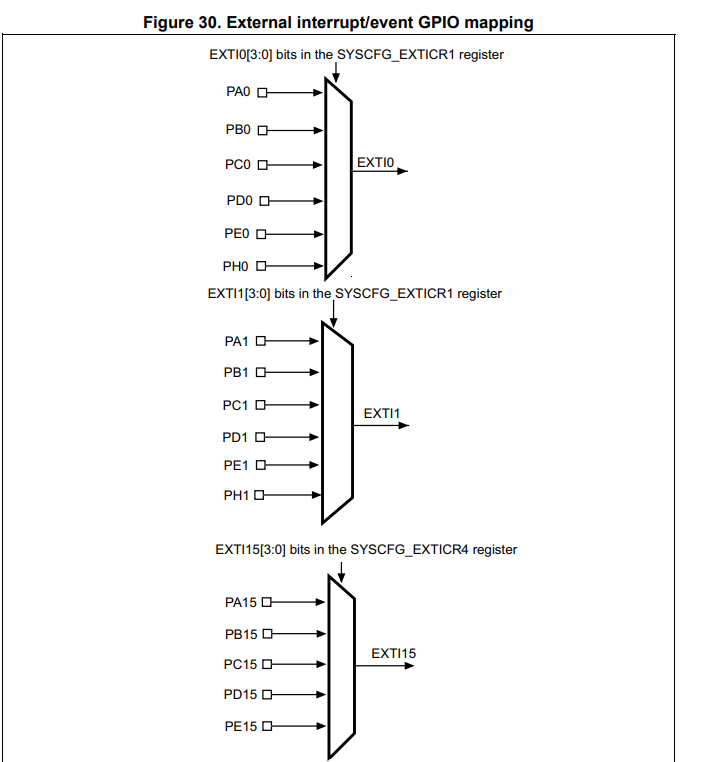 Figure 30. External interrupt/event GPIO mapping
EXTI0[3:0] bits in the SYSCFG_EXTICR1 register
PA0
PB0
PC0
EXTI0
PD0
PE0
PH0
EXTI1[3:0] bits in the SYSCFG_EXTICR1 register
PA1
PB1
PC1
EXTI1
PD1
PE1
PH1
EXTI15[3:0] bits in the SYSCFG_EXTICR4 register
PA15
PB15
EXTI15
PC15
PD15
PE15